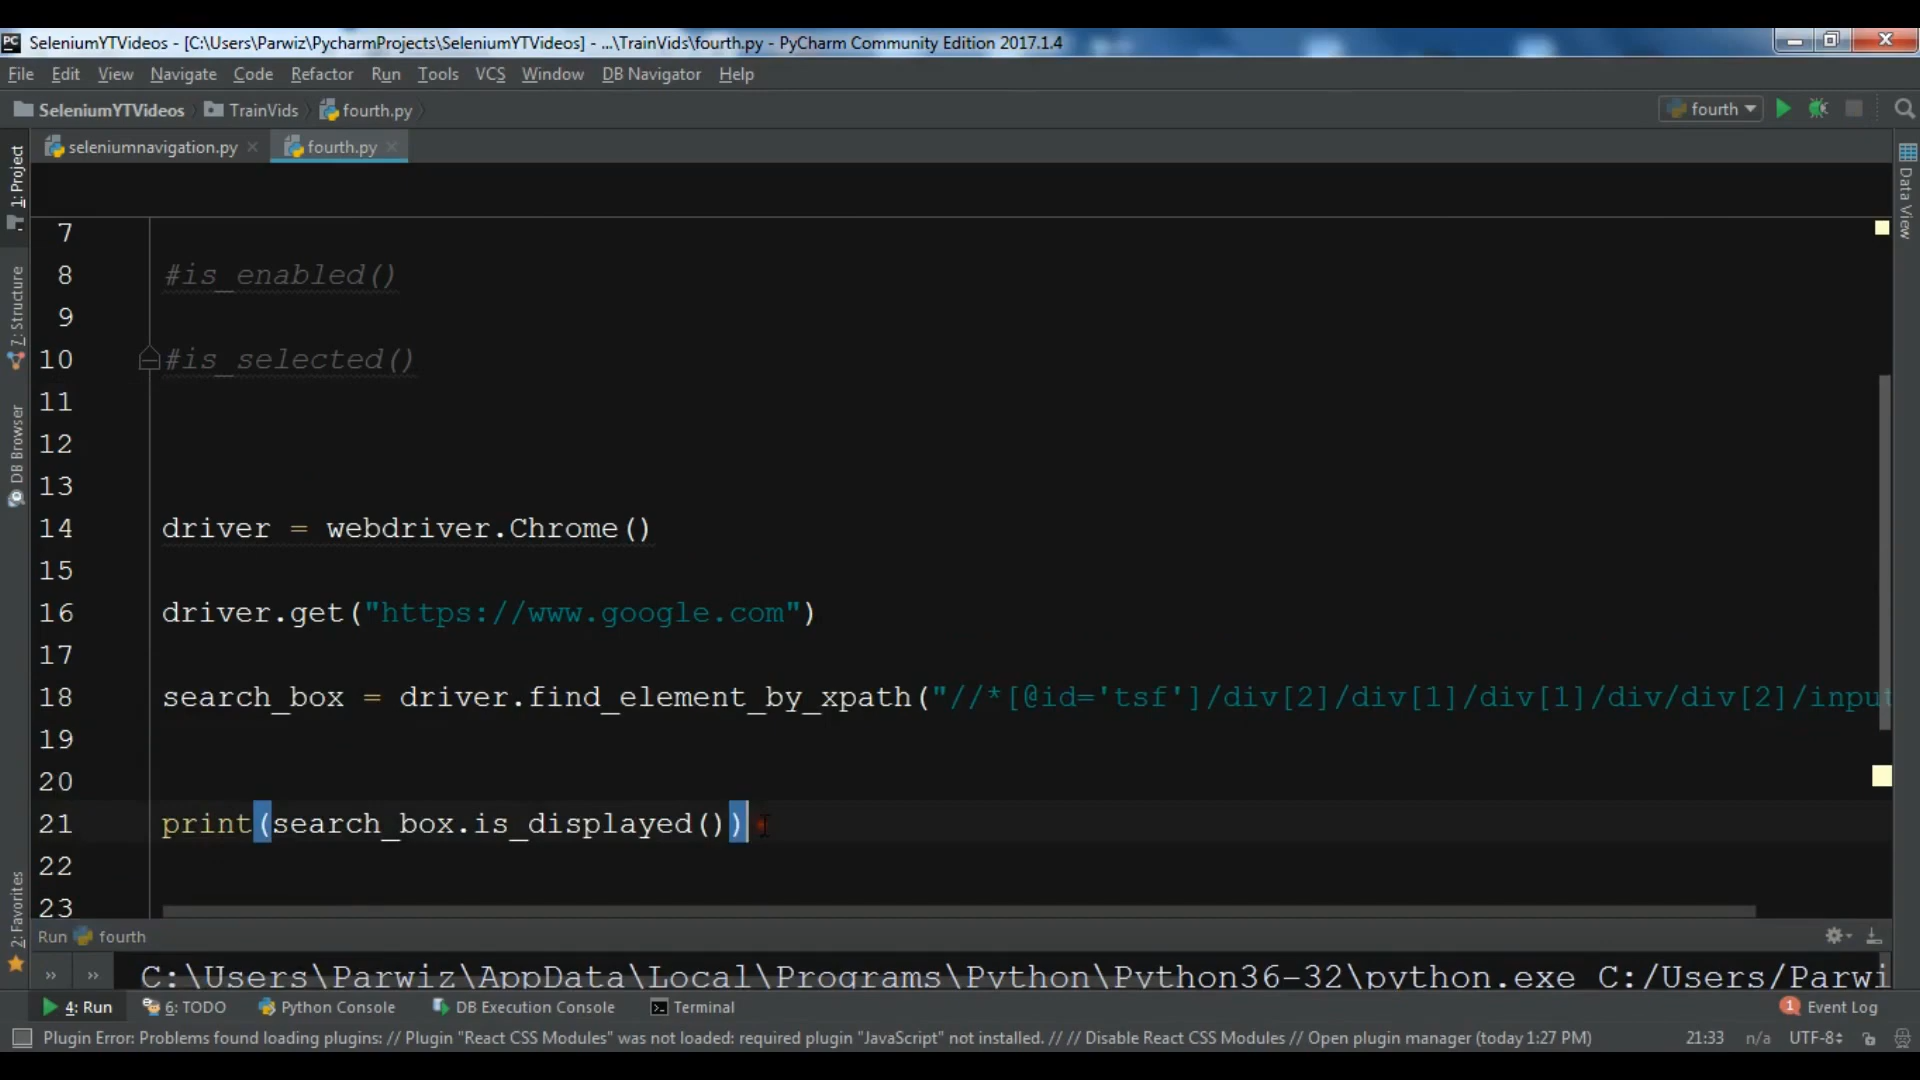 PC SeleniumYTVideos - [C:\Users\Parwiz\PycharmProjects\SeleniumYTVideos] - ...\TrainVids\fourth.py - PyCharm Community Edition 2017.1.4
File Edit View Navigate Code Refactor Run Tools VCS Window DB Navigator Help
SeleniumYTVideos TrainVids fourth.py fourth
seleniumnavigation.py fourth.py
1: Project
7: Structure
DB Browser
2: Favorites
Data View
7
8 #is_enabled()
9
10 #is_selected()
11
12
13
14 driver = webdriver.Chrome()
15
16 driver.get("https://www.google.com")
17
18 search_box = driver.find_element_by_xpath("//*[@id='tsf']/div[2]/div[1]/div[1]/div/div[2]/input
19
20
21 print(search_box.is_displayed())
22
23
Run fourth
» » C:\Users\Parwiz\AppData\Local\Programs\Python\Python36-32\python.exe C:/Users/Parwi
4: Run 6: TODO Python Console DB Execution Console Terminal 1 Event Log
Plugin Error: Problems found loading plugins: // Plugin "React CSS Modules" was not loaded: required plugin "JavaScript" not installed. // // Disable React CSS Modules // Open plugin manager (today 1:27 PM) 21:33 n/a UTF-8